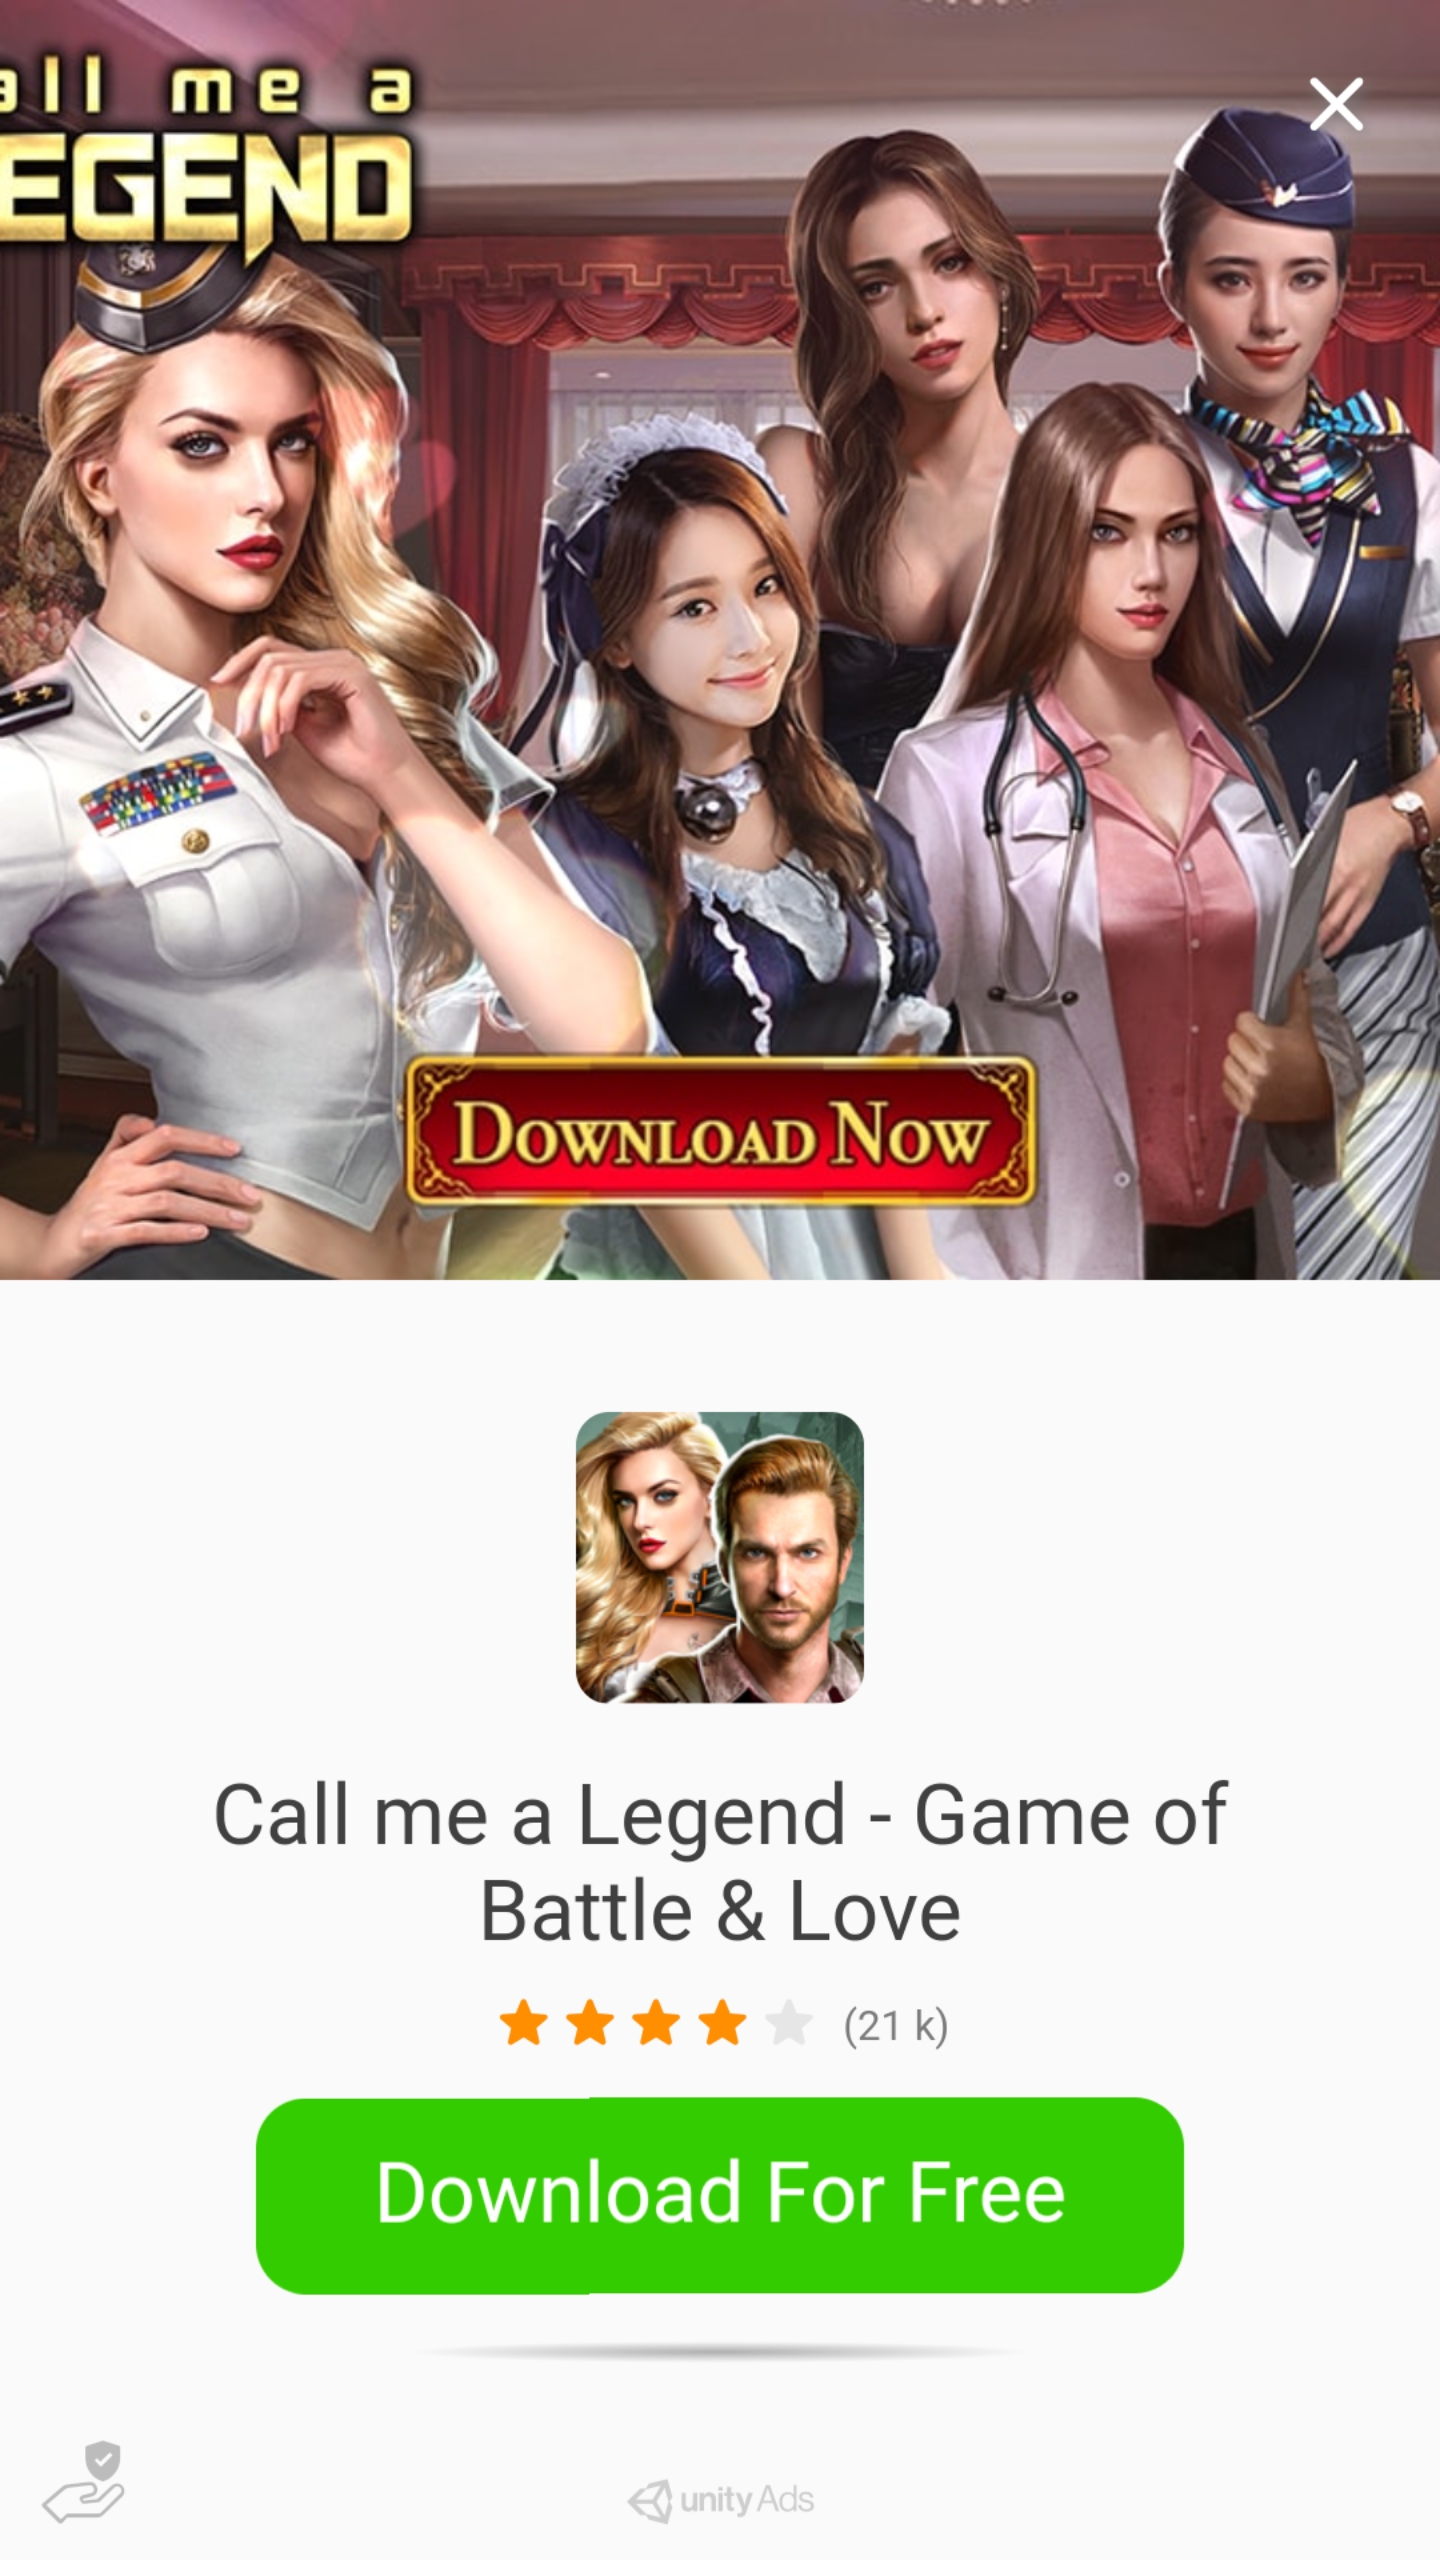 all me a
EGEND
DOWNLOAD NOW
Call me a Legend - Game of
Battle & Love
(21 k)
Download For Free
unity Ads